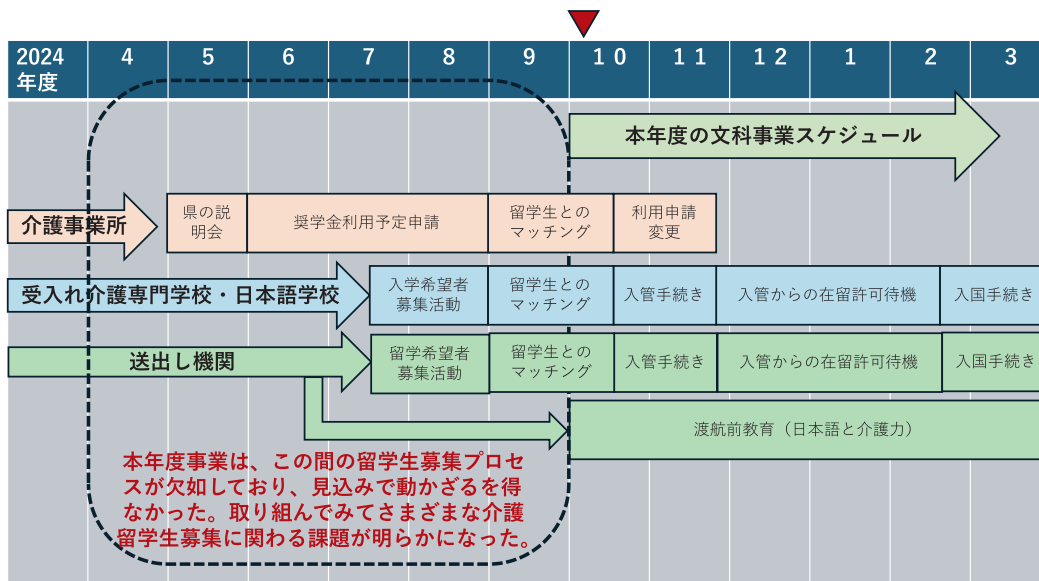 2024
年度
4 5 6 7 8 9 10 11 12 1 2 3
本年度の文科事業スケジュール
介護事業所
県の説
明会
奨学金利用予定申請
留学生との
マッチング
利用申請
変更
受入れ介護専門学校・日本語学校
入学希望者
募集活動
留学生との
マッチング
入管手続き
入管からの在留許可待機
入国手続き
送出し機関
留学希望者
募集活動
留学生との
マッチング
入管手続き
入管からの在留許可待機
入国手続き
渡航前教育（日本語と介護力）
本年度事業は、この間の留学生募集プロセ
スが欠如しており、見込みで動かざるを得
なかった。取り組んでみてさまざまな介護
留学生募集に関わる課題が明らかになった。